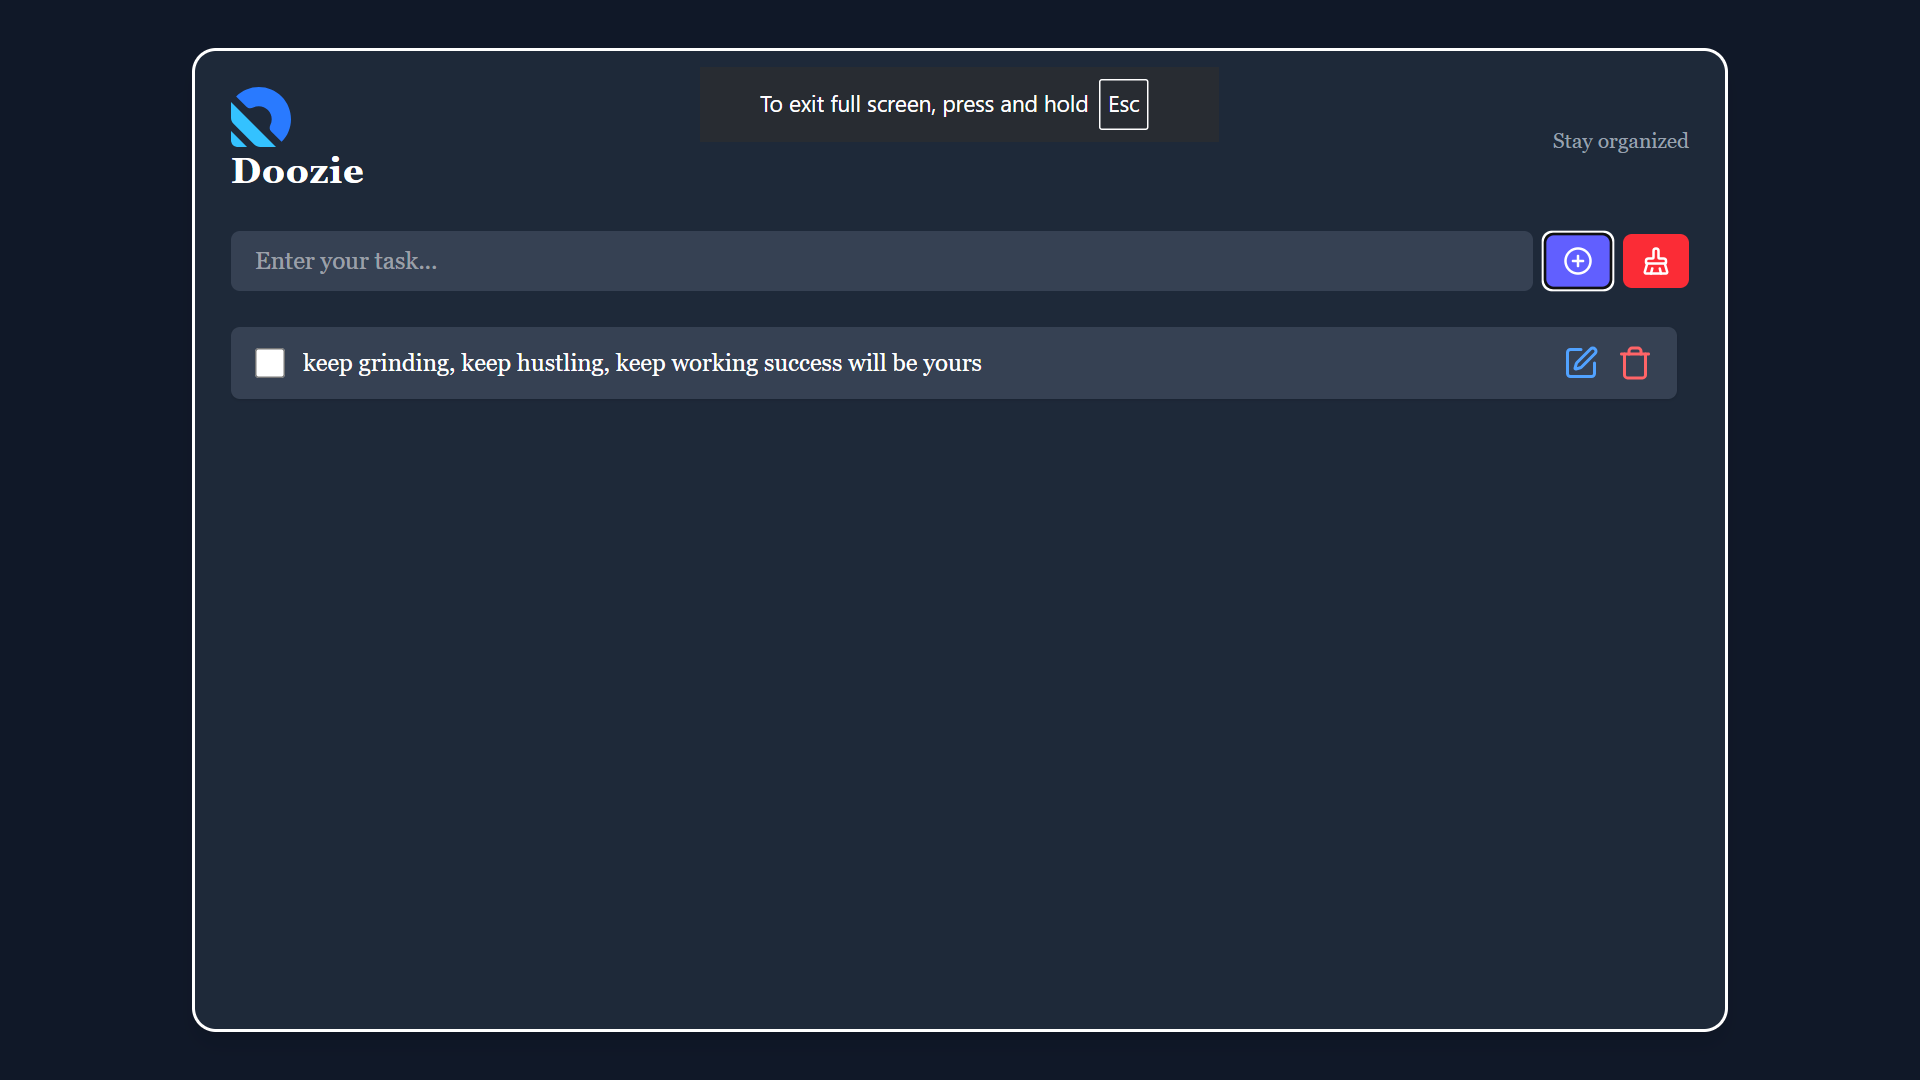 To exit full screen, press and hold Esc
Doozie
Stay organized
Enter your task...
keep grinding, keep hustling, keep working success will be yours